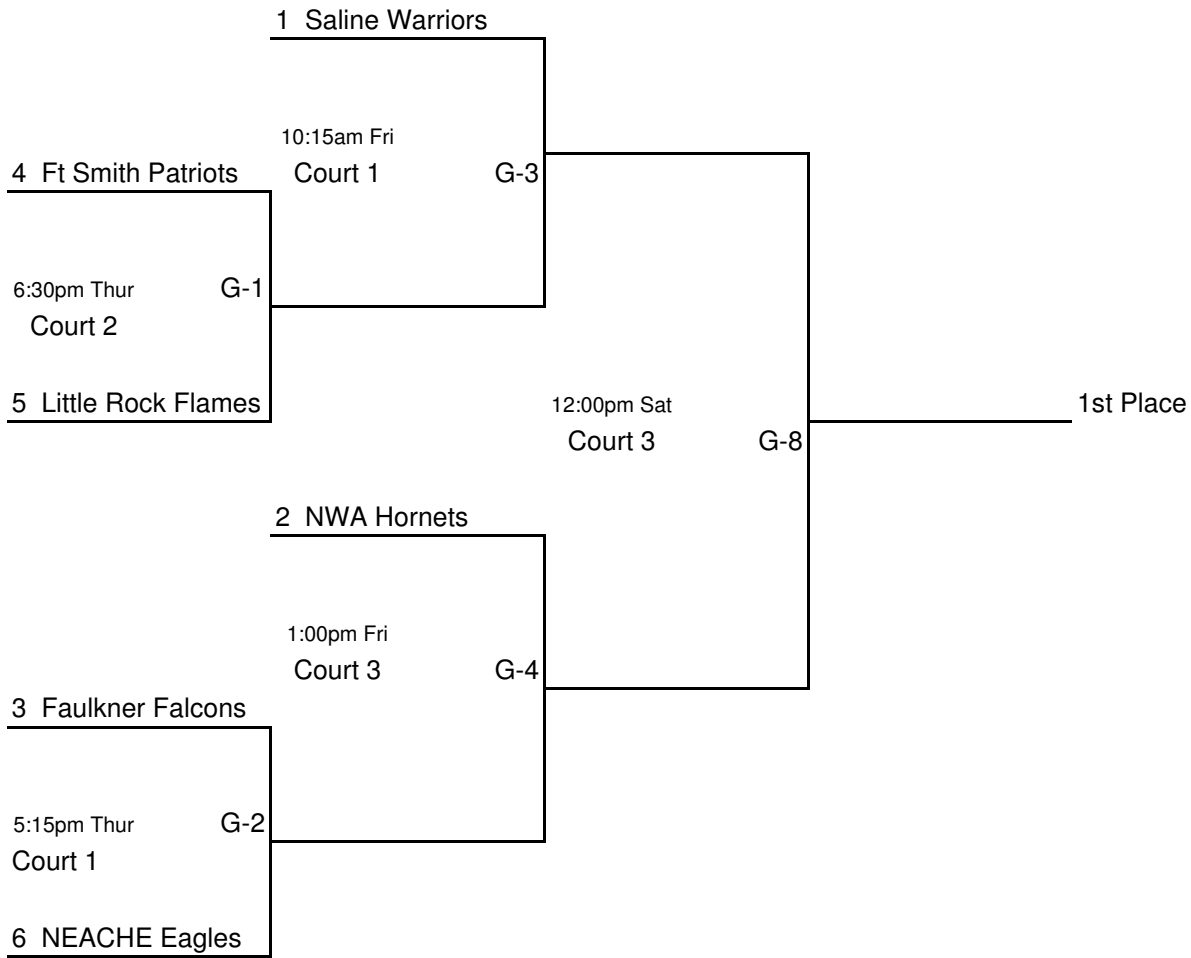 1 Saline Warriors
10:15am Fri
4 Ft Smith Patriots
Court 1
G-3
6:30pm Thur
G-1
Court 2
5 Little Rock Flames
12:00pm Sat
1st Place
Court 3
G-8
2 NWA Hornets
1:00pm Fri
Court 3
G-4
3 Faulkner Falcons
5:15pm Thur
G-2
Court 1
6 NEACHE Eagles